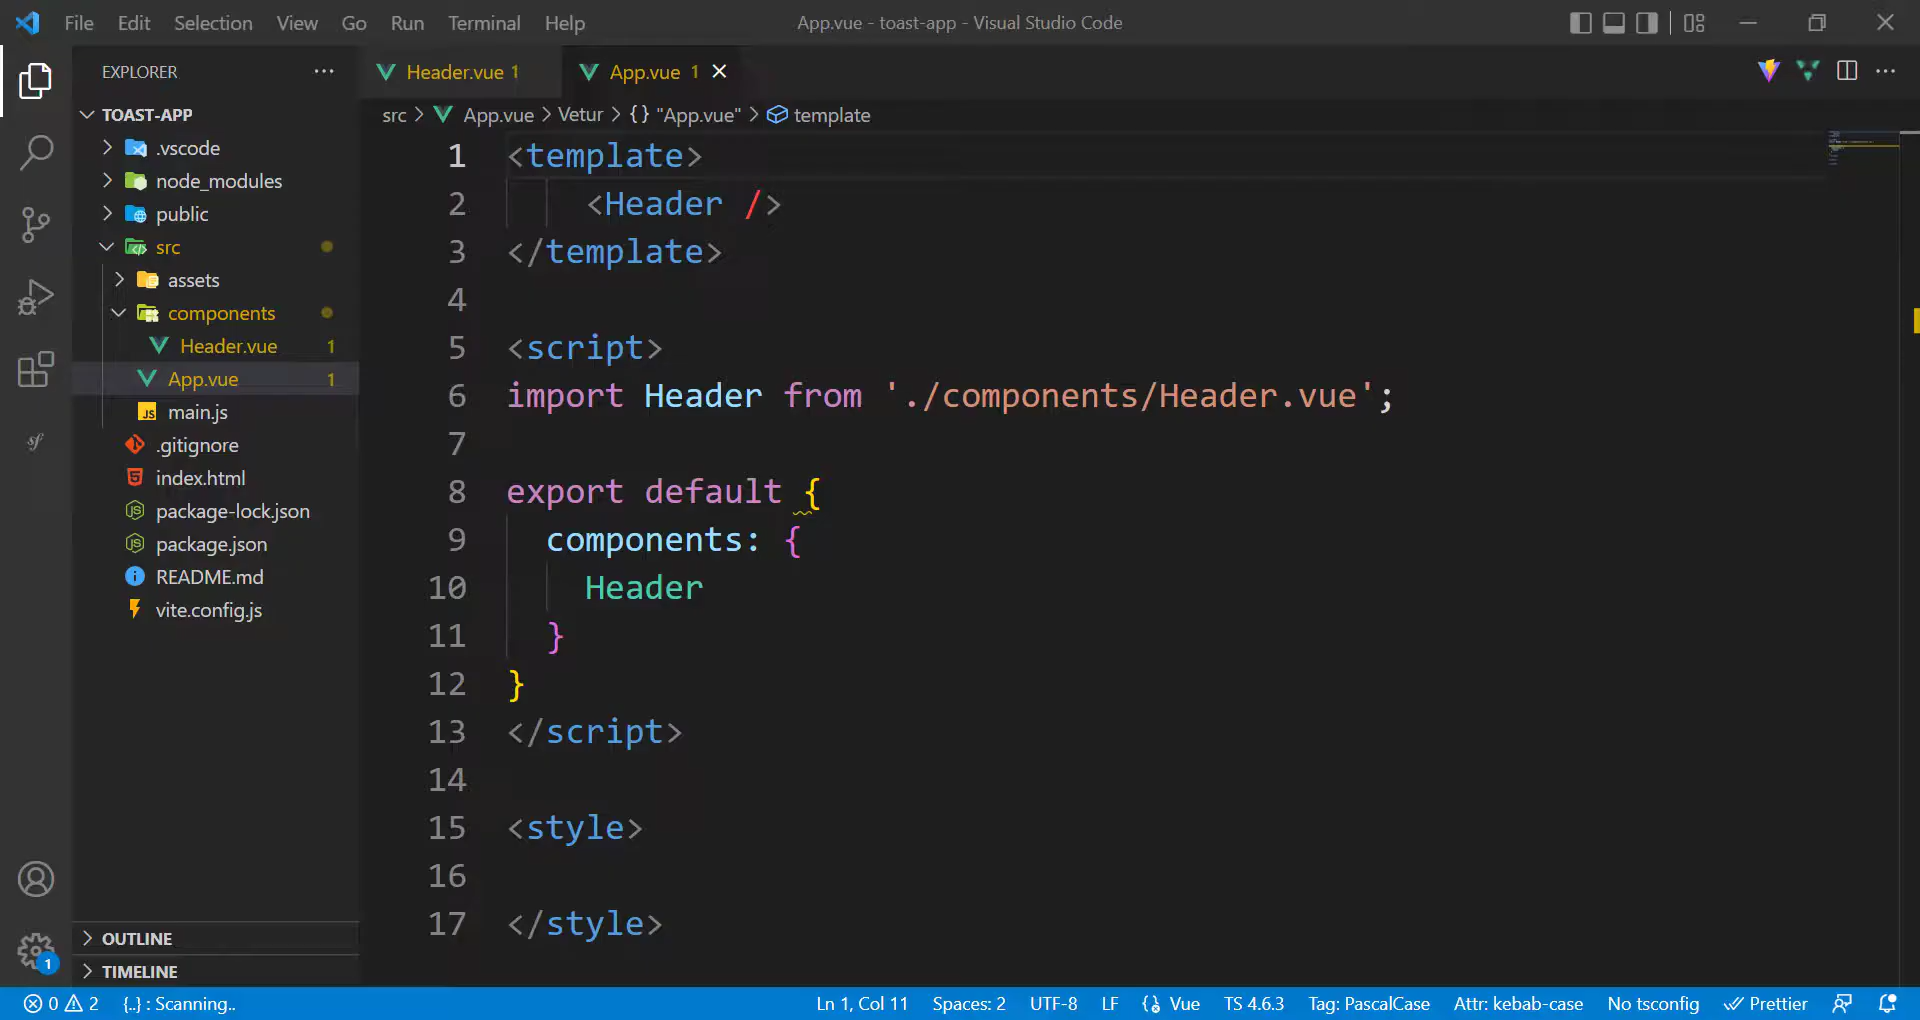 File Edit Selection View Go Run Terminal Help
App.vue - toast-app - Visual Studio Code
EXPLORER
TOAST-APP
.vscode
node_modules
public
src
assets
components
Header.vue 1
App.vue 1
main.js
.gitignore
index.html
package-lock.json
package.json
README.md
vite.config.js
OUTLINE
TIMELINE
1
Header.vue 1
App.vue 1
src > App.vue > Vetur > {} "App.vue" > template
1 <template>
2 <Header />
3 </template>
4
5 <script>
6 import Header from './components/Header.vue';
7
8 export default {
9 components: {
10 Header
11 }
12 }
13 </script>
14
15 <style>
16
17 </style>
0 2 {..} : Scanning..
Ln 1, Col 11 Spaces: 2 UTF-8 LF Vue TS 4.6.3 Tag: PascalCase Attr: kebab-case No tsconfig Prettier